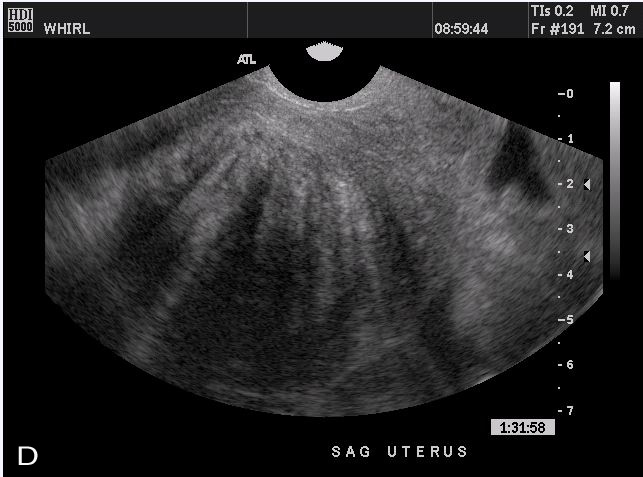 HDI
5000
WHIRL
08:59:44
TIs 0.2 MI 0.7
Fr #191 7.2 cm
ATL
0
1
2
3
4
5
6
7
1:31:58
SAG UTERUS
D